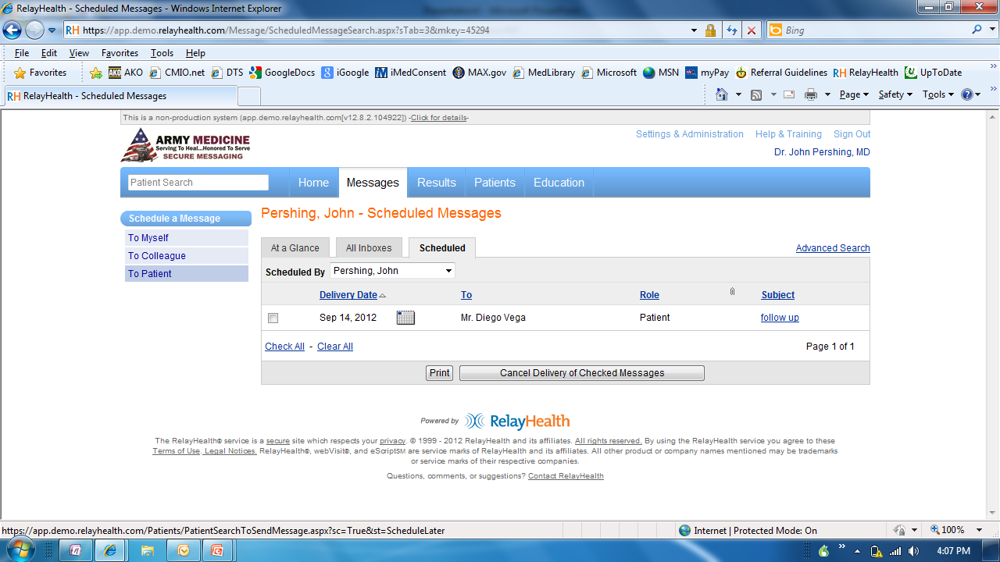 RelayHealth - Scheduled Messages - Windows Internet Explorer
https://app.demo.relayhealth.com/Message/ScheduledMessageSearch.aspx?sTab=3&mkey=45294
Bing
File Edit View Favorites Tools Help
Favorites AKO CMIO.net DTS GoogleDocs iGoogle iMedConsent MAX.gov MedLibrary Microsoft MSN myPay Referral Guidelines RelayHealth UpToDate
RelayHealth - Scheduled Messages
Page Safety Tools
This is a non-production system (app.demo.relayhealth.com[v12.8.2.104922]) -Click for details-
ARMY MEDICINE
Serving To Heal...Honored To Serve
SECURE MESSAGING
Settings & Administration Help & Training Sign Out
Dr. John Pershing, MD
Patient Search Home Messages Results Patients Education
Schedule a Message
To Myself
To Colleague
To Patient
Pershing, John - Scheduled Messages
At a Glance All Inboxes Scheduled Advanced Search
Scheduled By Pershing, John
Delivery Date To Role Subject
Sep 14, 2012 Mr. Diego Vega Patient follow up
Check All - Clear All Page 1 of 1
Print Cancel Delivery of Checked Messages
Powered by RelayHealth
The RelayHealth® service is a secure site which respects your privacy. © 1999 - 2012 RelayHealth and its affiliates. All rights reserved. By using the RelayHealth service you agree to these
Terms of Use, Legal Notices. RelayHealth®, webVisit®, and eScriptSM are service marks of RelayHealth and its affiliates. All other product or company names mentioned may be trademarks
or service marks of their respective companies.
Questions, comments, or suggestions? Contact RelayHealth
https://app.demo.relayhealth.com/Patients/PatientSearchToSendMessage.aspx?sc=True&st=ScheduleLater
Internet | Protected Mode: On
100%
4:07 PM